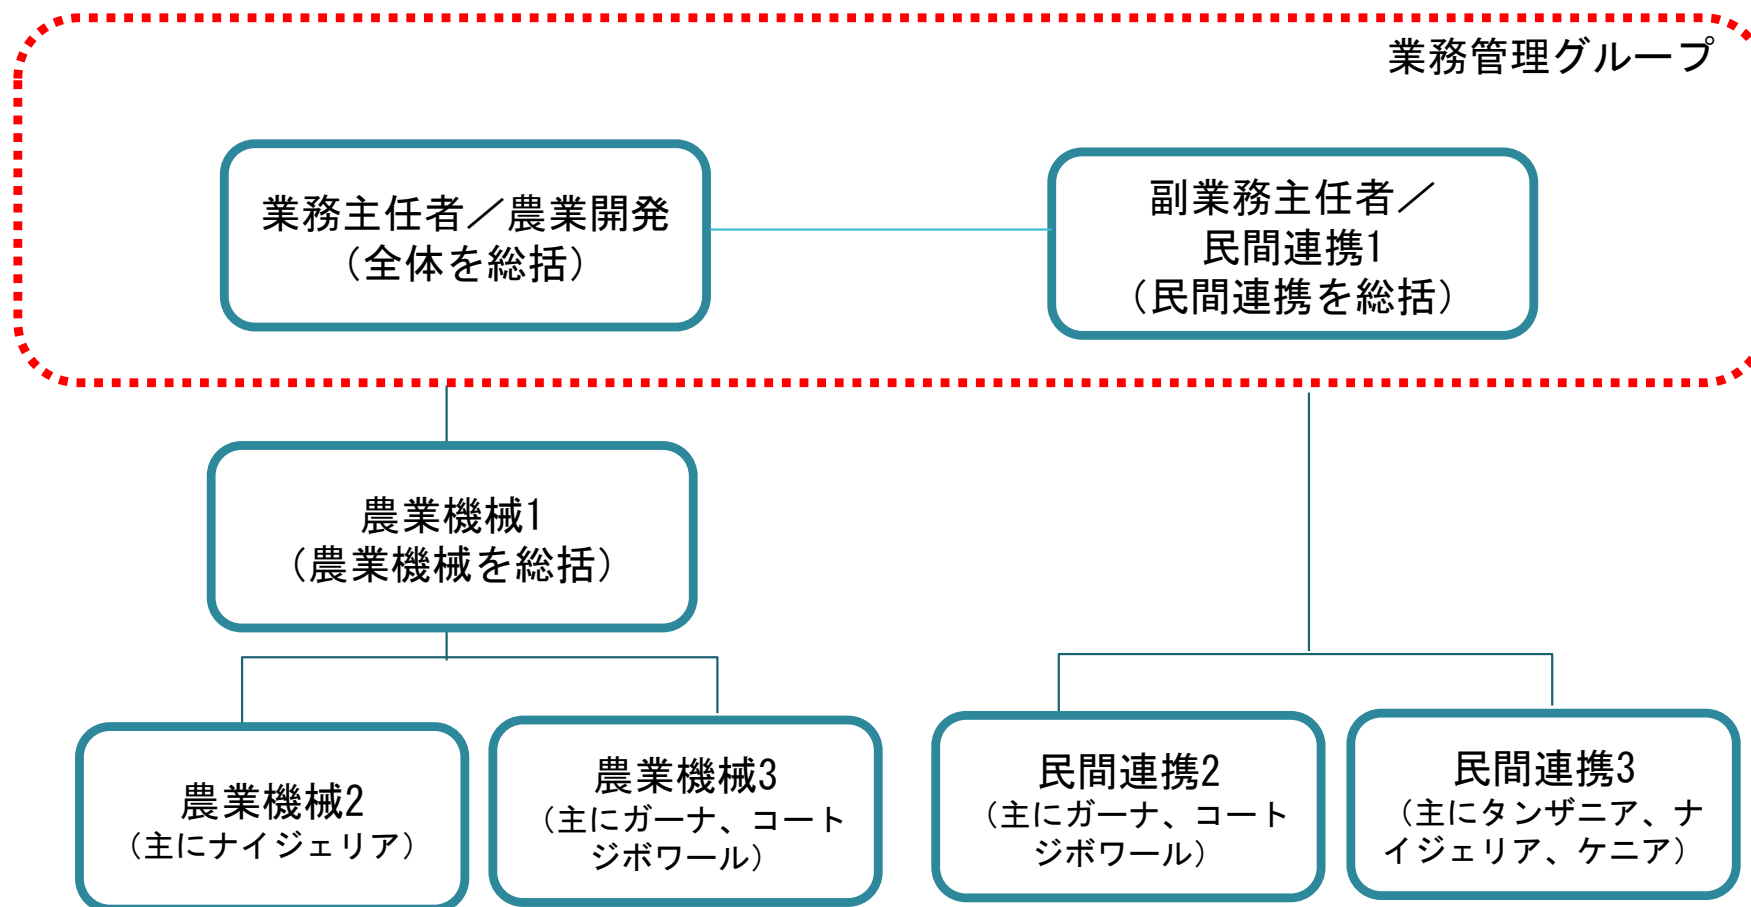 業務管理グループ
業務主任者／農業開発
（全体を総括）
副業務主任者／
民間連携1
（民間連携を総括）
農業機械1
（農業機械を総括）
農業機械2
（主にナイジェリア）
農業機械3
（主にガーナ、コート
ジボワール）
民間連携2
（主にガーナ、コート
ジボワール）
民間連携3
（主にタンザニア、ナ
イジェリア、ケニア）